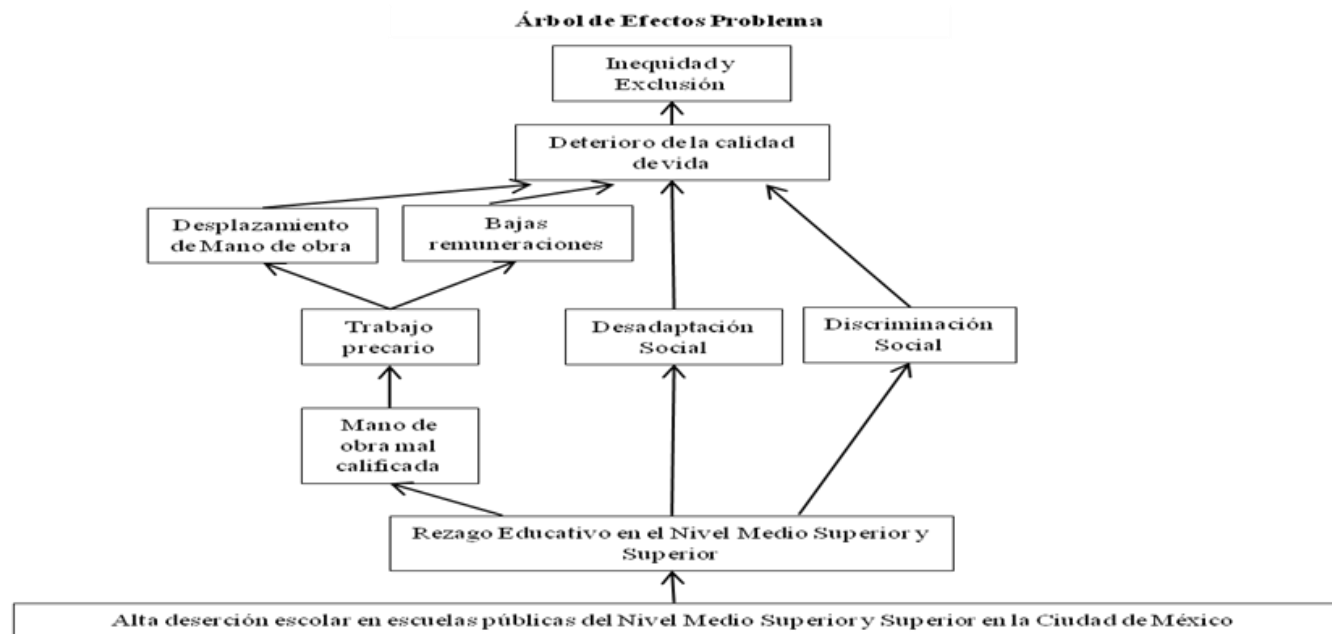 Árbol de Efectos Problema
Inequidad y
Exclusión
Deterioro de la calidad
de vida
Desplazamiento
de Mano de obra
Bajas
remuneraciones
Trabajo
precario
Desadaptación
Social
Discriminación
Social
Mano de
obra mal
calificada
Rezago Educativo en el Nivel Medio Superior y
Superior
Alta deserción escolar en escuelas públicas del Nivel Medio Superior y Superior en la Ciudad de México